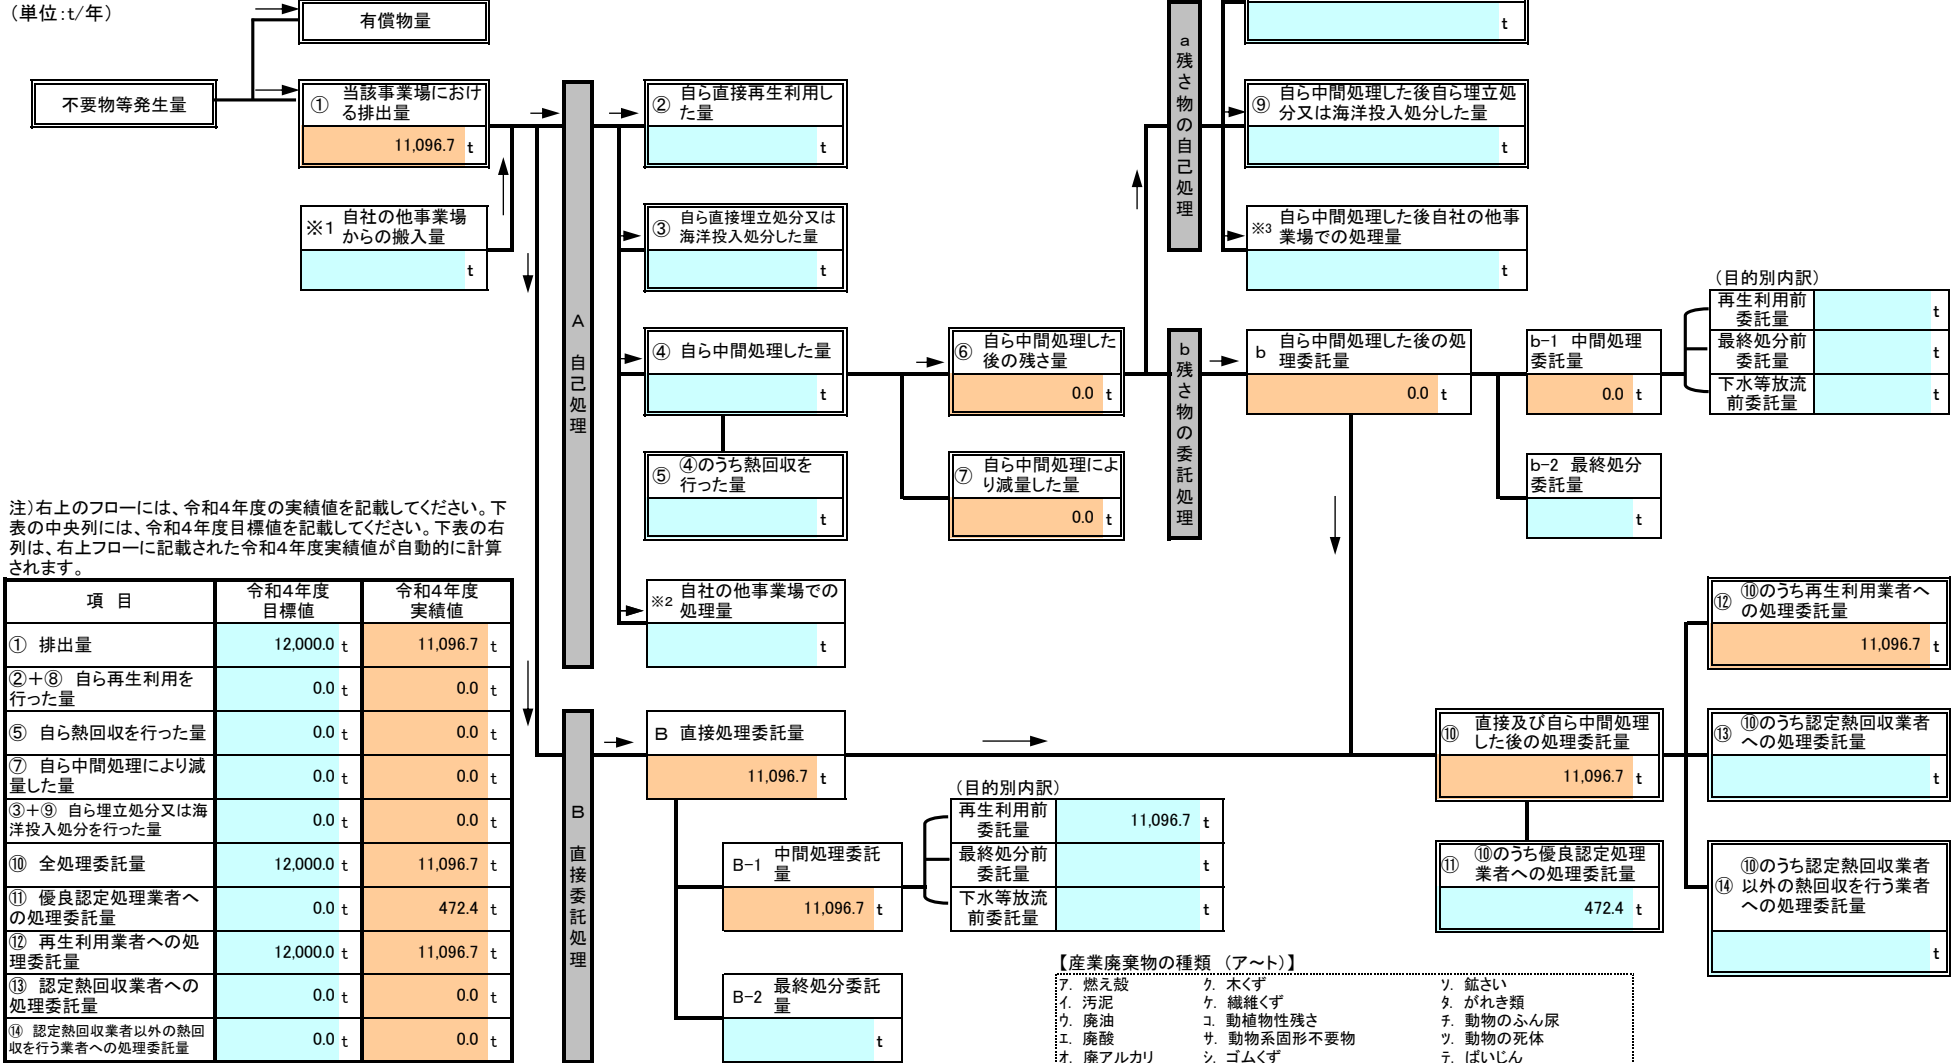 (単位:t/年)
有償物量
不要物等発生量
① 当該事業場におけ
る排出量
11,096.7 t
※1 自社の他事業場
からの搬入量
t
A 自己処理
② 自ら直接再生利用し
た量
t
③ 自ら直接埋立処分又は
海洋投入処分した量
t
④ 自ら中間処理した量
t
⑤ ④のうち熱回収を
行った量
t
※2 自社の他事業場での
処理量
t
⑥ 自ら中間処理した
後の残さ量
0.0 t
⑦ 自ら中間処理によ
り減量した量
0.0 t
a 残さ物の自己処理
t
⑨ 自ら中間処理した後自ら埋立処
分又は海洋投入処分した量
t
※3 自ら中間処理した後自社の他事
業場での処理量
t
b 残さ物の委託処理
b 自ら中間処理した後の処
理委託量
0.0 t
b-1 中間処理
委託量
0.0 t
b-2 最終処分
委託量
t
(目的別内訳)
再生利用前
委託量
t
最終処分前
委託量
t
下水等放流
前委託量
t
注)右上のフローには、令和4年度の実績値を記載してください。下
表の中央列には、令和4年度目標値を記載してください。下表の右
列は、右上フローに記載された令和4年度実績値が自動的に計算
されます。
項 目 令和4年度 令和4年度
目標値 実績値
① 排出量 12,000.0 t 11,096.7 t
②+⑧ 自ら再生利用を
行った量 0.0 t 0.0 t
⑤ 自ら熱回収を行った量 0.0 t 0.0 t
⑦ 自ら中間処理により減
量した量 0.0 t 0.0 t
③+⑨ 自ら埋立処分又は海
洋投入処分を行った量 0.0 t 0.0 t
⑩ 全処理委託量 12,000.0 t 11,096.7 t
⑪ 優良認定処理業者へ
の処理委託量 0.0 t 472.4 t
⑫ 再生利用業者への処
理委託量 12,000.0 t 11,096.7 t
⑬ 認定熱回収業者への
処理委託量 0.0 t 0.0 t
⑭ 認定熱回収業者以外の熱回
収を行う業者への処理委託量 0.0 t 0.0 t
B 直接委託処理
B 直接処理委託量
11,096.7 t
B-1 中間処理委託
量
11,096.7 t
B-2 最終処分委託
量
t
(目的別内訳)
再生利用前
委託量
11,096.7 t
最終処分前
委託量
t
下水等放流
前委託量
t
⑩ 直接及び自ら中間処理
した後の処理委託量
11,096.7 t
⑪ ⑩のうち優良認定処理
業者への処理委託量
472.4 t
⑫ ⑩のうち再生利用業者へ
の処理委託量
11,096.7 t
⑬ ⑩のうち認定熱回収業者
への処理委託量
t
⑭ ⑩のうち認定熱回収業者
以外の熱回収を行う業者
への処理委託量
t
【産業廃棄物の種類 (ア~ト)】
ア. 燃え殻 ク. 木くず ソ. 鉱さい
イ. 汚泥 ケ. 繊維くず タ. がれき類
ウ. 廃油 コ. 動植物性残さ チ. 動物のふん尿
エ. 廃酸 サ. 動物系固形不要物 ツ. 動物の死体
オ. 廃アルカリ シ. ゴムくず テ. ばいじん